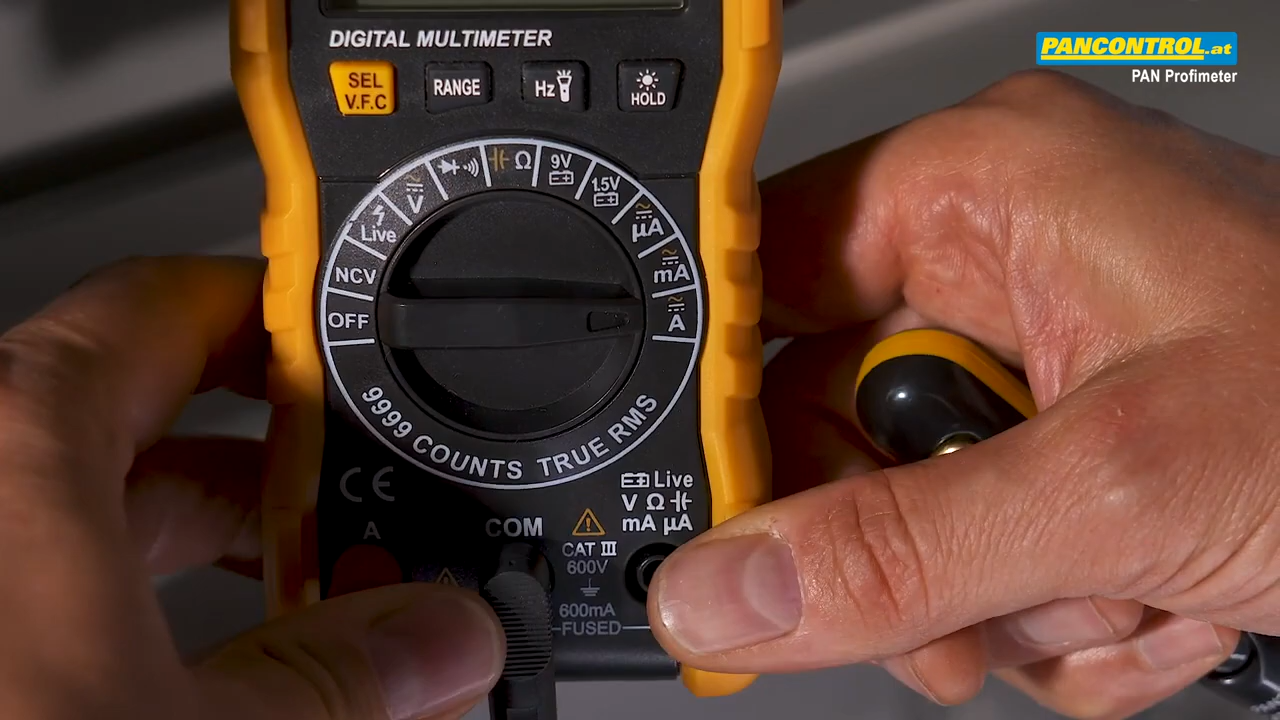 DIGITAL MULTIMETER
PANCONTROL.at
PAN Profimeter
SEL
V.F.C
RANGE
Hz
HOLD
Ω
9V
1.5V
V
Live
µA
NCV
mA
OFF
A
9999 COUNTS TRUE RMS
CE
Live
V Ω
mA µA
A
COM
CAT III
600V
600mA
FUSED